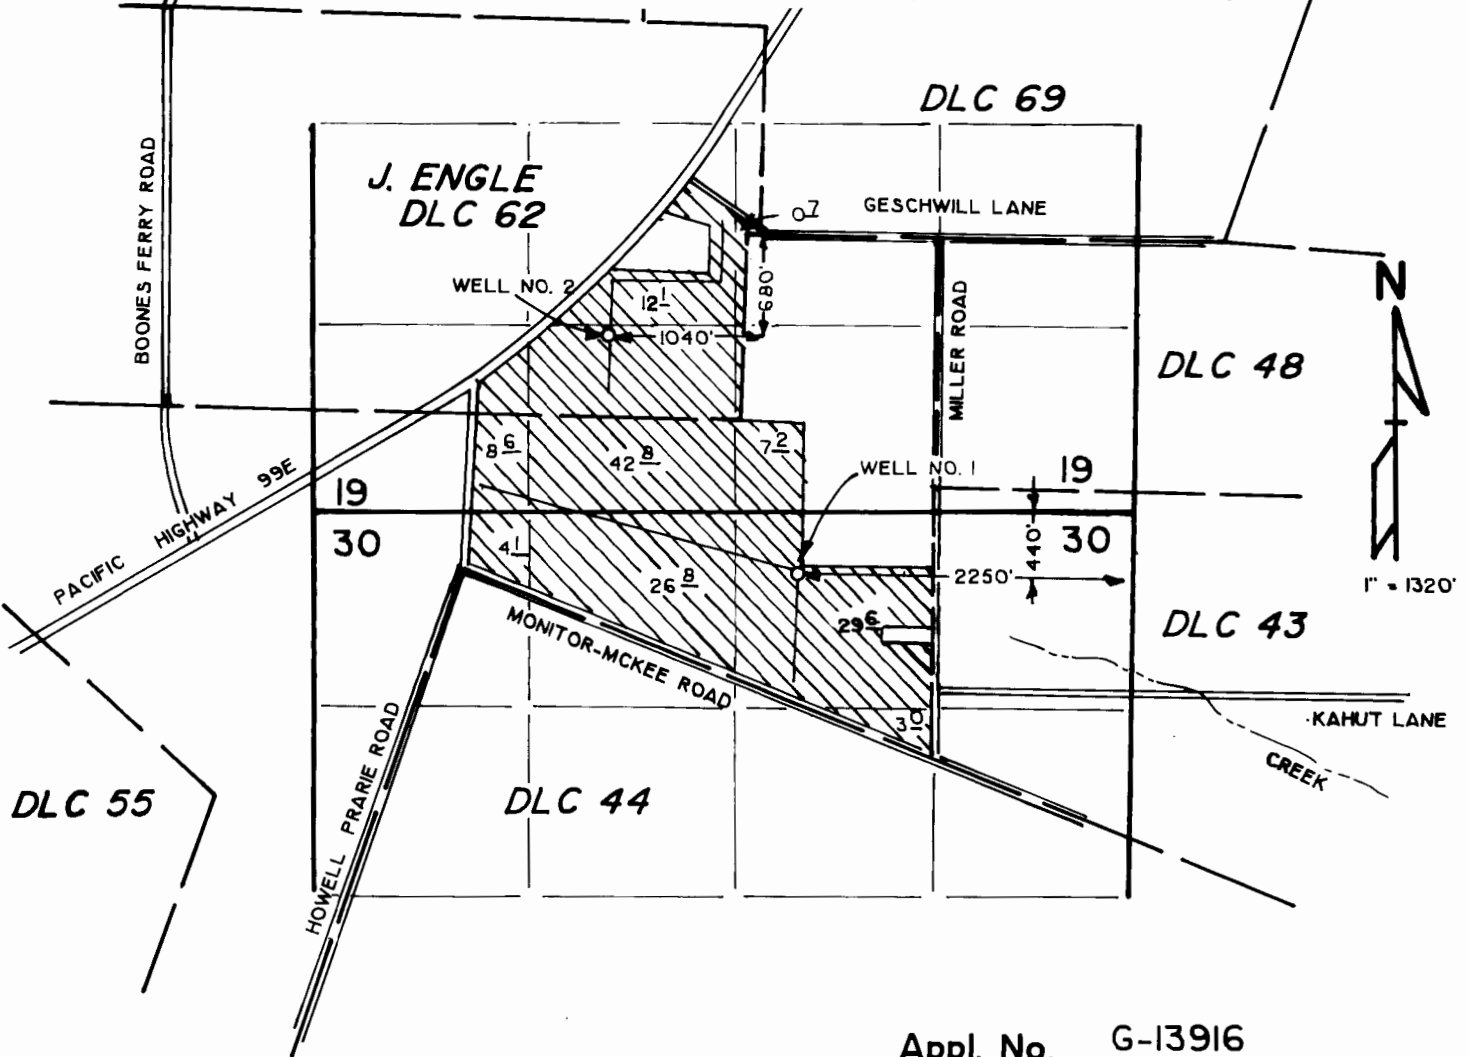 DLC 69
BOONES FERRY ROAD
J. ENGLE
DLC 62
0 7
GESCHWILL LANE
WELL NO. 2
12 1
680'
1040'
N
MILLER ROAD
DLC 48
8 6
42 8
7 2
WELL NO. 1
PACIFIC HIGHWAY 99E
19
19
30
30
440'
4 1
26 8
2250'
1" = 1320'
29 6
MONITOR-MCKEE ROAD
DLC 43
3 0
KAHUT LANE
CREEK
HOWELL PRARIE ROAD
DLC 55
DLC 44
Appl. No. G-13916